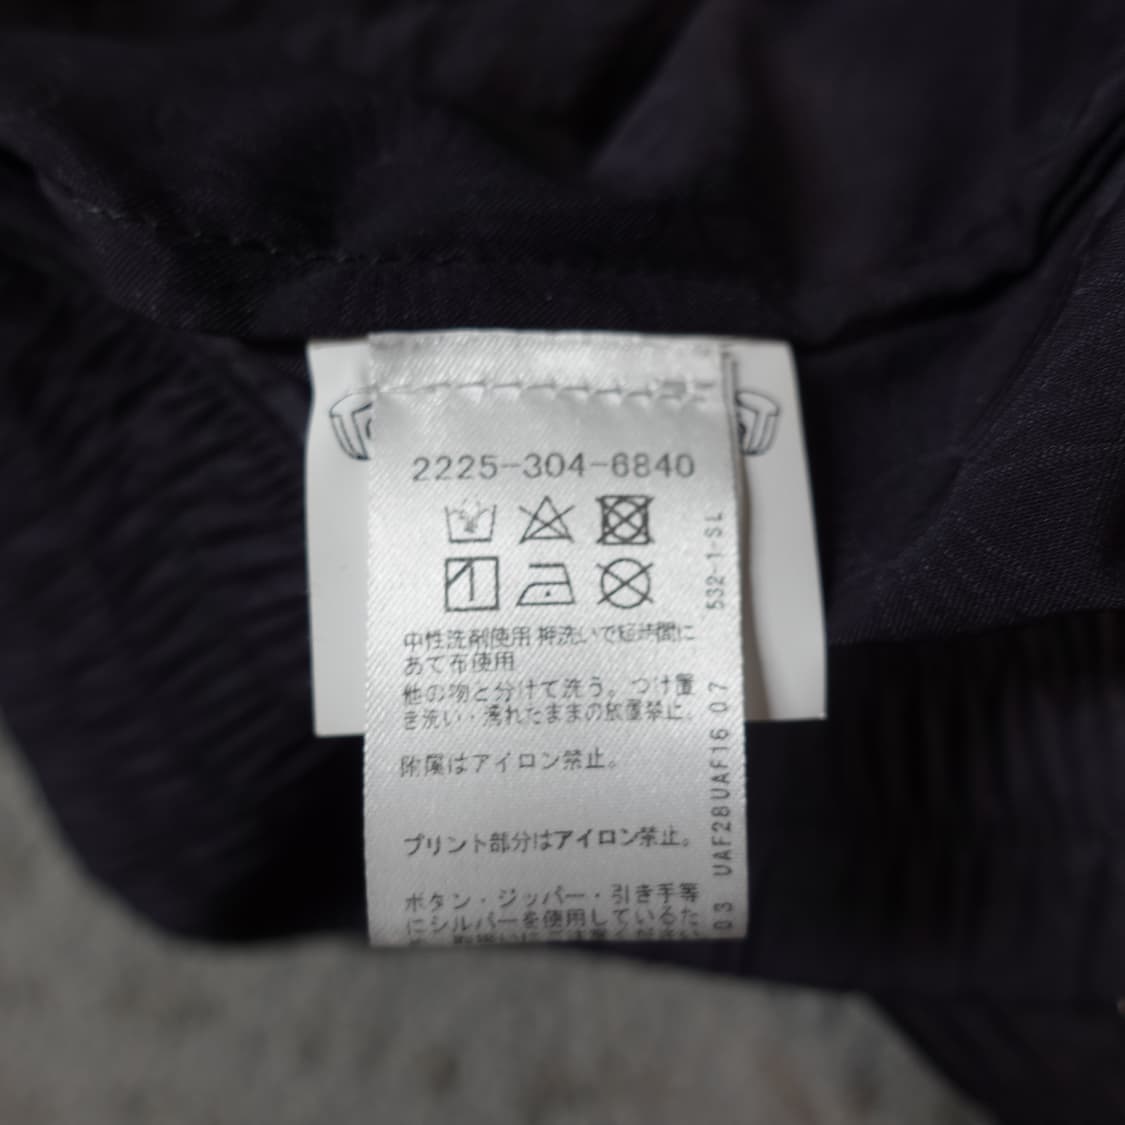 2225-304-6840
中性洗剤使用 押洗いで短時間に
あて布使用
他の物と分けて洗う。つけ置
き洗い・濡れたままの放置禁止。
附属はアイロン禁止。
プリント部分はアイロン禁止。
ボタン・ジッパー・引き手等
にシルバーを使用しているた
532-1-SL
03 UAF28UAF16 07